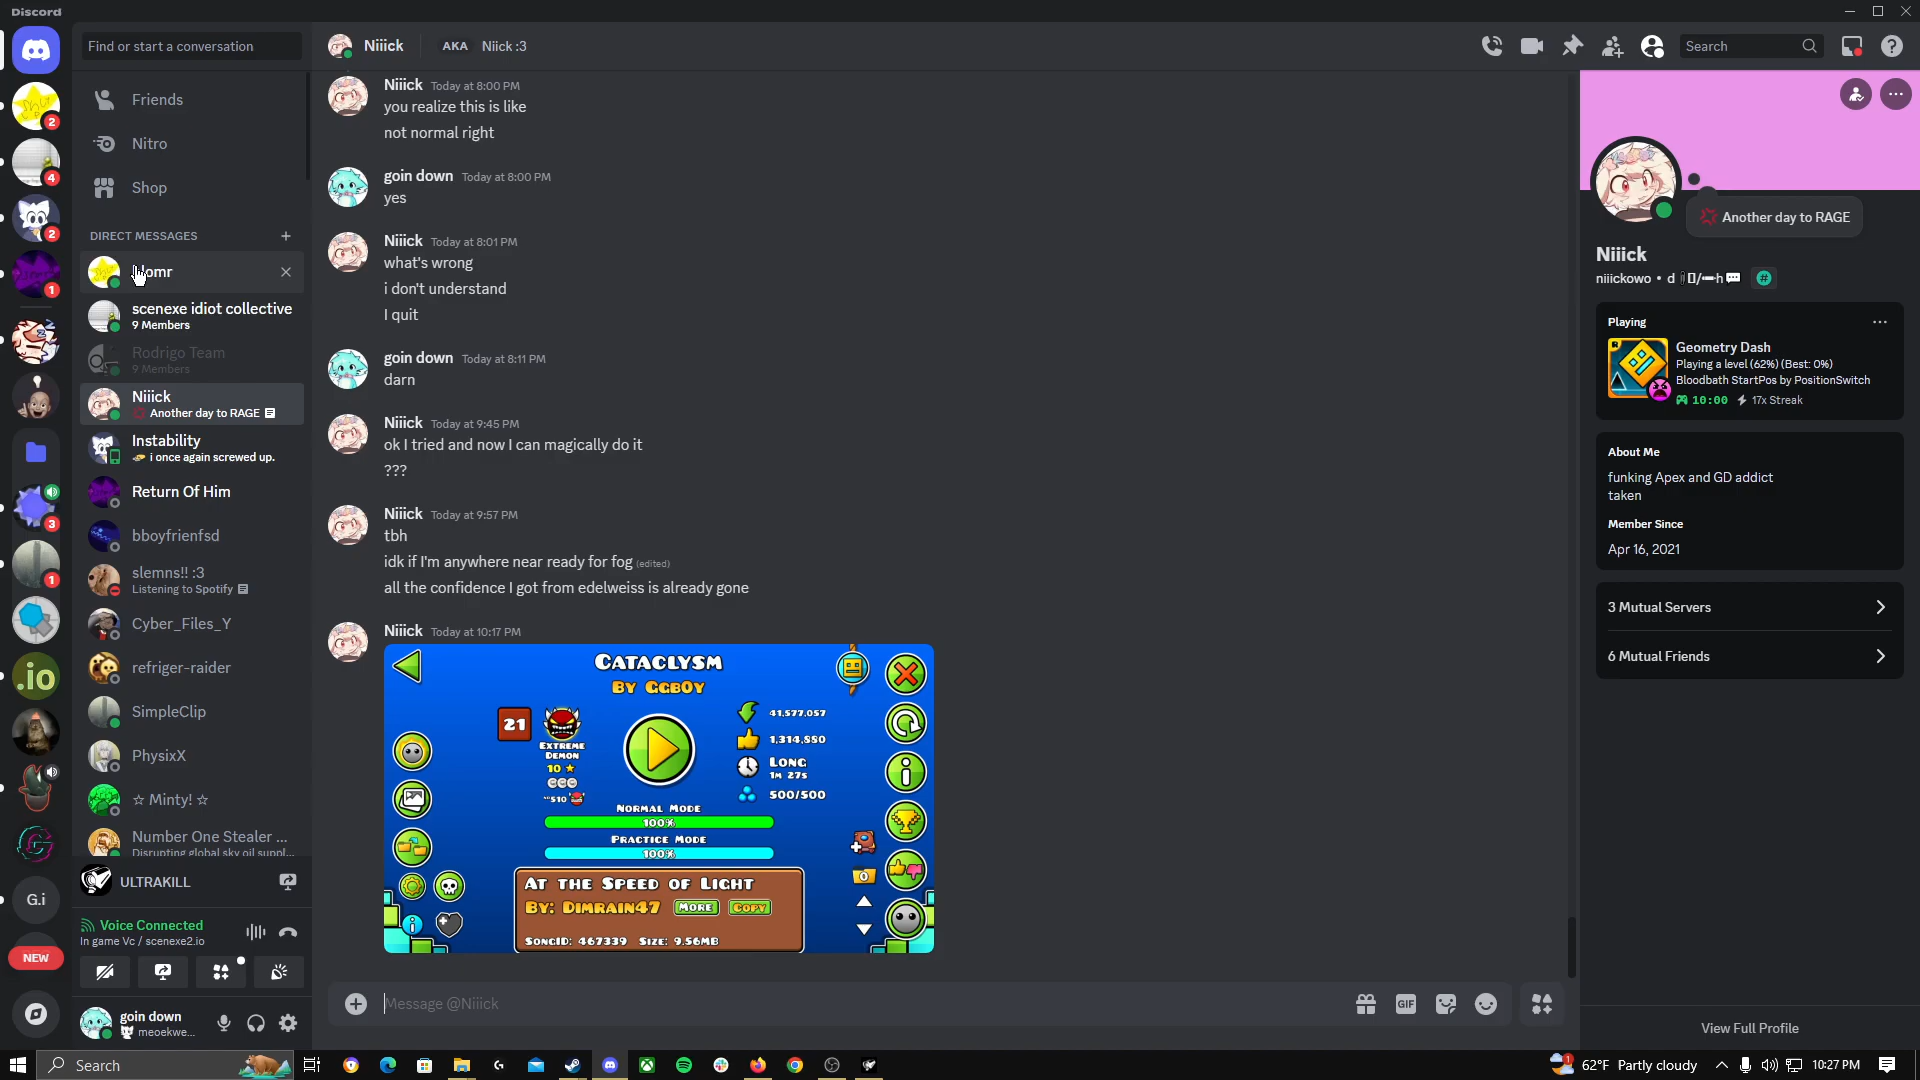 Discord
Find or start a conversation
Friends
Nitro
Shop
DIRECT MESSAGES
scenexe idiot collective
9 Members
Rodrigo Team
9 Members
Niiick
Another day to RAGE
Instability
i once again screwed up.
Return Of Him
bboyfrienfsd
slemns!! :3
Listening to Spotify
Cyber_Files_Y
refriger-raider
SimpleClip
PhysixX
☆ Minty! ☆
Number One Stealer ...
Disrupting global sky oil suppl...
ULTRAKILL
Voice Connected
In game Vc / scenexe2.io
goin down
meoekwe...
2
4
2
1
3
1
.io
G.i
NEW
Niiick AKA Niick :3
Search
Niiick Today at 8:00 PM
you realize this is like
not normal right
goin down Today at 8:00 PM
yes
Niiick Today at 8:01 PM
what's wrong
i don't understand
I quit
goin down Today at 8:11 PM
darn
Niiick Today at 9:45 PM
ok I tried and now I can magically do it
???
Niiick Today at 9:57 PM
tbh
idk if I'm anywhere near ready for fog (edited)
all the confidence I got from edelweiss is already gone
Niiick Today at 10:17 PM
Cataclysm
By Ggb0y
21
Extreme
Demon
10
41,577,057
1,314,550
Long
1m 27s
500/500
Normal Mode
100%
Practice Mode
100%
At the Speed of Light
By: Dimrain47 More Copy
SongID: 467339 Size: 9.56MB
0
Message @Niiick
GIF
Another day to RAGE
Niiick
niiickowo •
Playing
Geometry Dash
Playing a level (62%) (Best: 0%)
Bloodbath StartPos by PositionSwitch
10:00 17x Streak
About Me
funking Apex and GD addict
taken
Member Since
Apr 16, 2021
3 Mutual Servers
6 Mutual Friends
View Full Profile
Search
62°F Partly cloudy
10:27 PM